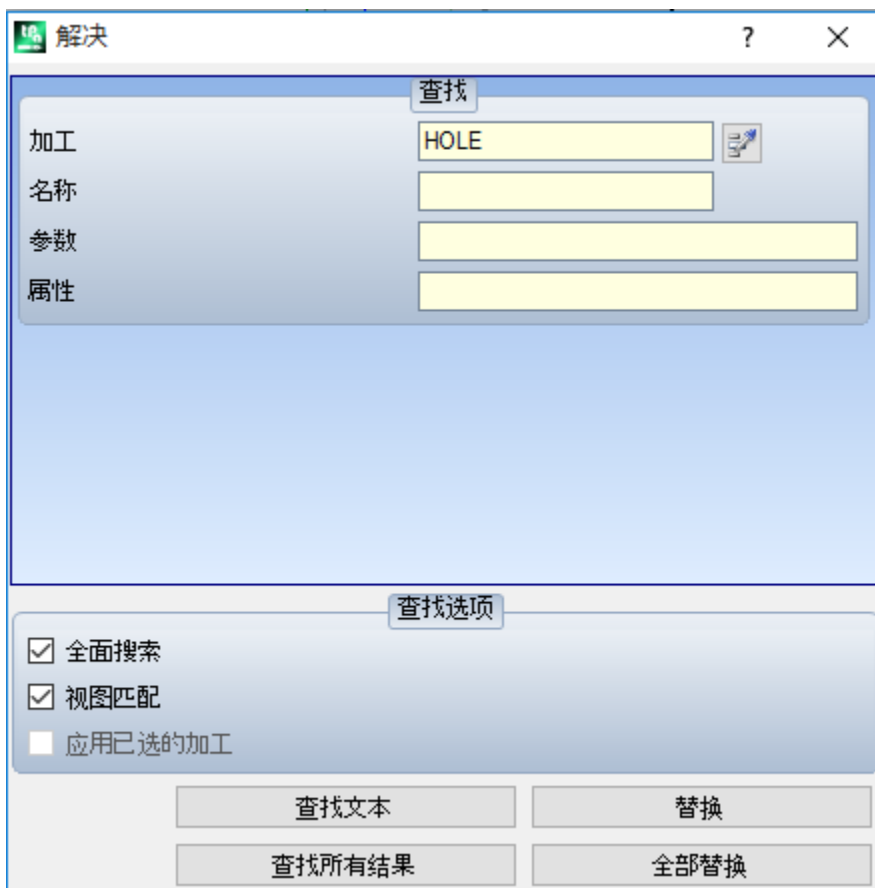 解决
?
查找
加工 HOLE
名称
参数
属性
查找选项
全面搜索
视图匹配
应用已选的加工
查找文本 替换
查找所有结果 全部替换